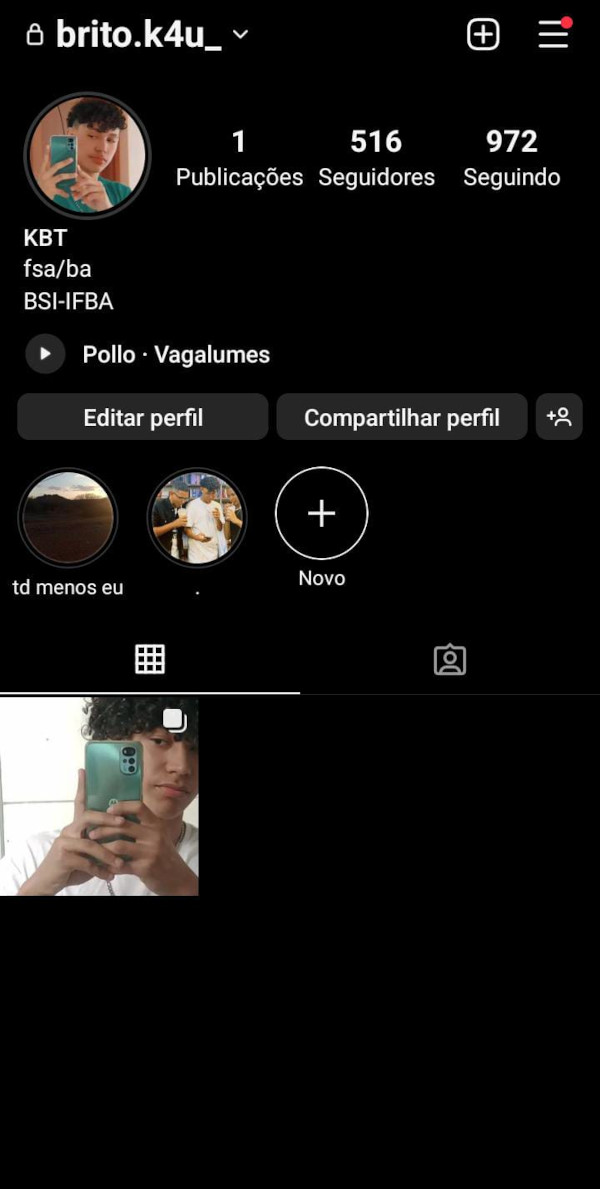 brito.k4u_
1 516 972
Publicações Seguidores Seguindo
KBT
fsa/ba
BSI-IFBA
Pollo · Vagalumes
Editar perfil Compartilhar perfil
td menos eu . Novo